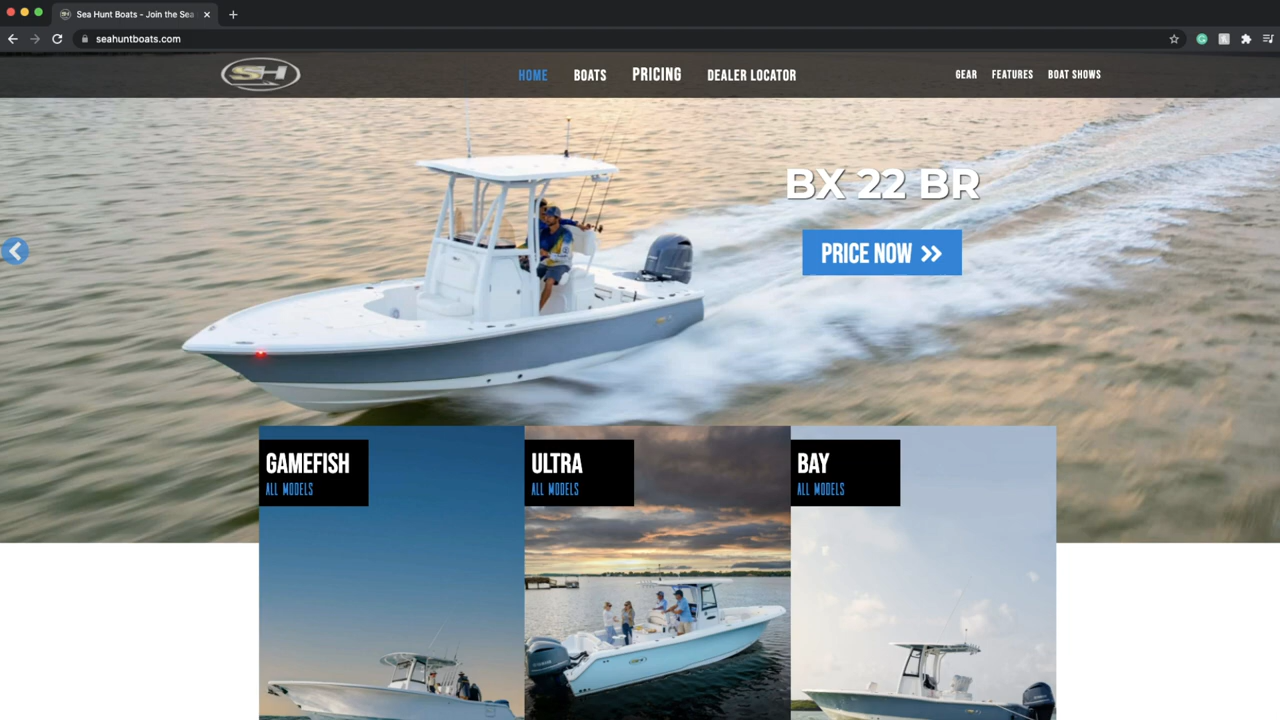 Sea Hunt Boats - Join the Sea
seahuntboats.com
SH
HOME
BOATS
PRICING
DEALER LOCATOR
GEAR
FEATURES
BOAT SHOWS
BX 22 BR
PRICE NOW
GAMEFISH
ALL MODELS
ULTRA
ALL MODELS
BAY
ALL MODELS